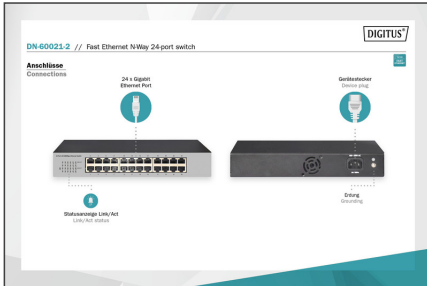 DIGITUS®
DN-60021-2 // Fast Ethernet N-Way 24-port switch
Anschlüsse
Connections
24 x Gigabit
Ethernet Port
Gerätestecker
Device plug
Statusanzeige Link/Act
Link/Act status
Erdung
Grounding